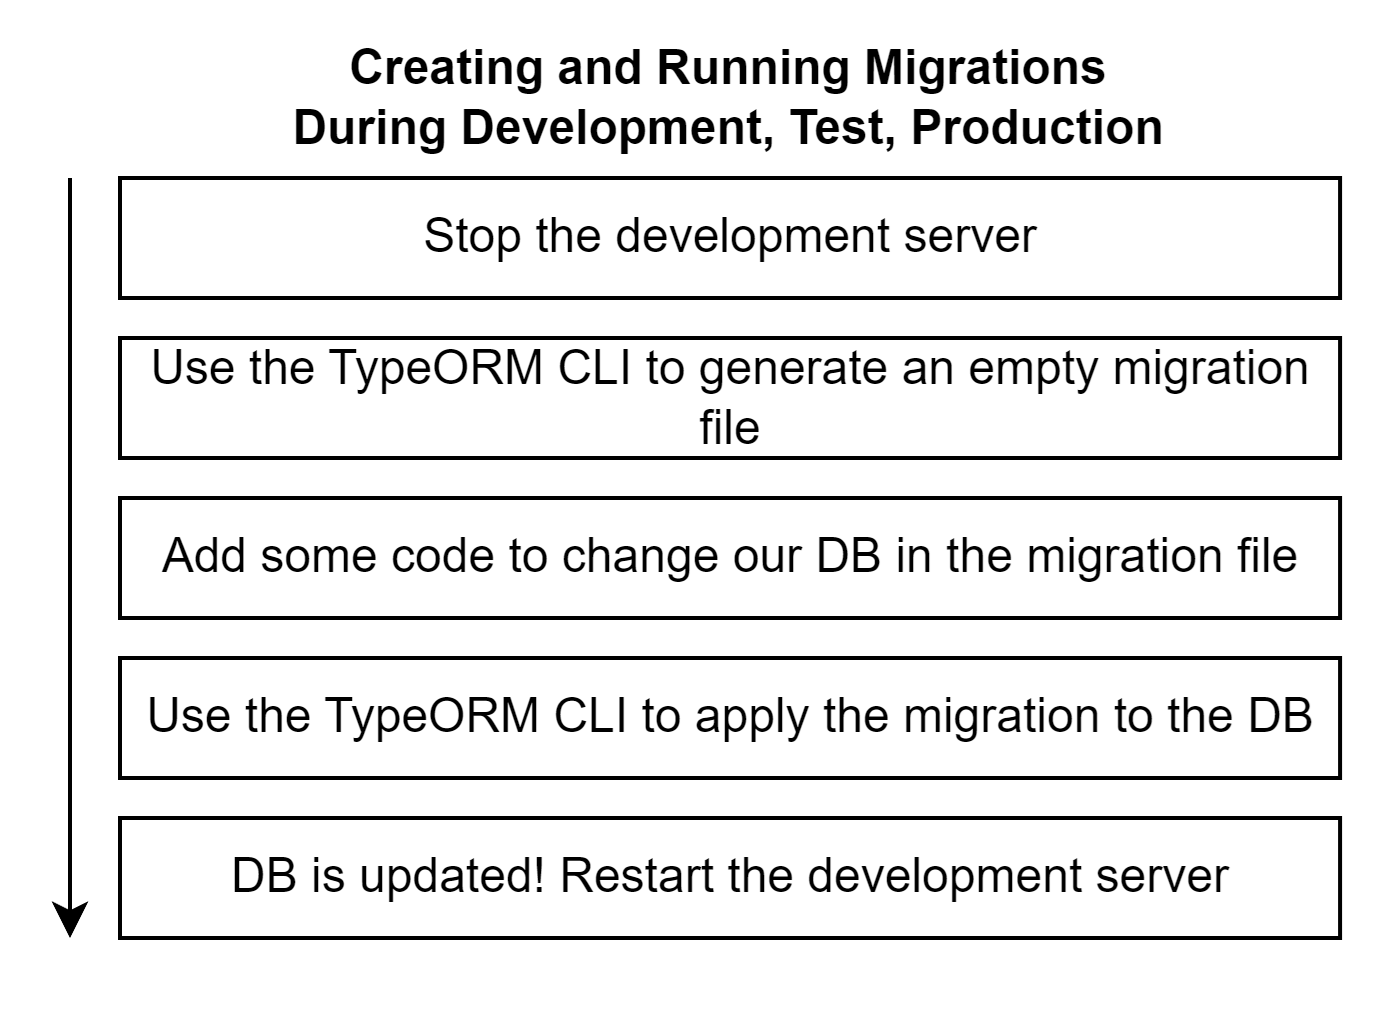 Creating and Running Migrations
During Development, Test, Production
Stop the development server
Use the TypeORM CLI to generate an empty migration
file
Add some code to change our DB in the migration file
Use the TypeORM CLI to apply the migration to the DB
DB is updated! Restart the development server